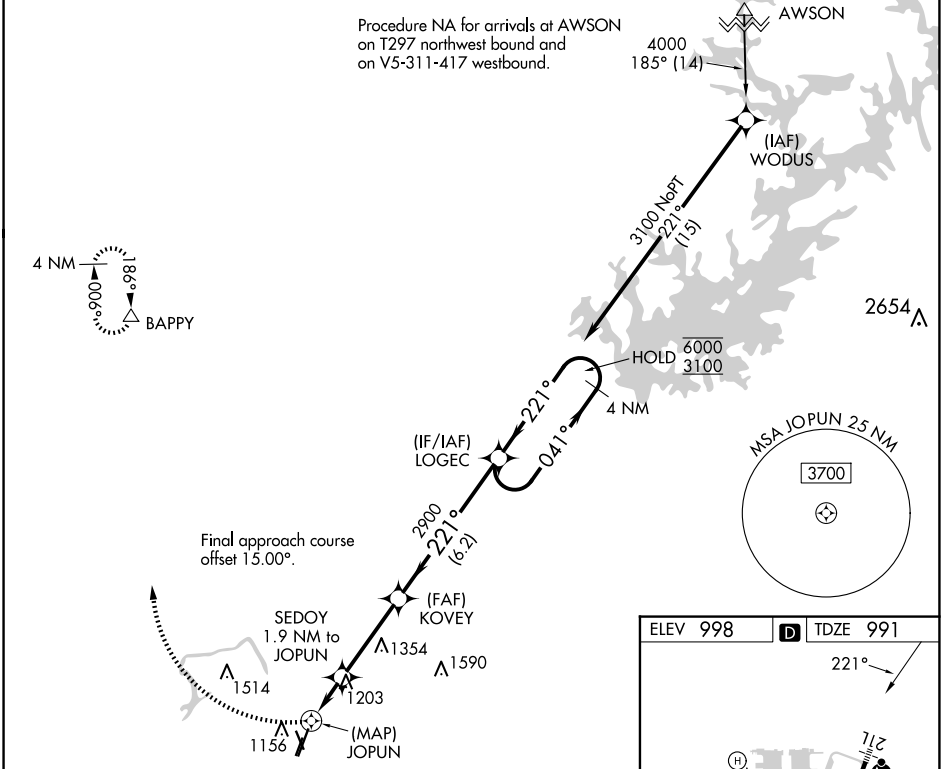 Procedure NA for arrivals at AWSON
on T297 northwest bound and
on V5-311-417 westbound.
AWSON
4000
185° (14)
(IAF)
WODUS
3100 NoPT
221°
(15)
4 NM
186°
006°
BAPPY
2654
HOLD 6000
3100
4 NM
221°
041°
(IF/IAF)
LOGEC
MSA JOPUN 25 NM
3700
2900
221°
(6.2)
Final approach course
offset 15.00°.
(FAF)
KOVEY
SEDOY
1.9 NM to
JOPUN
1354
1590
1514
1203
1156
(MAP)
JOPUN
ELEV 998 D TDZE 991
221°
21L
H